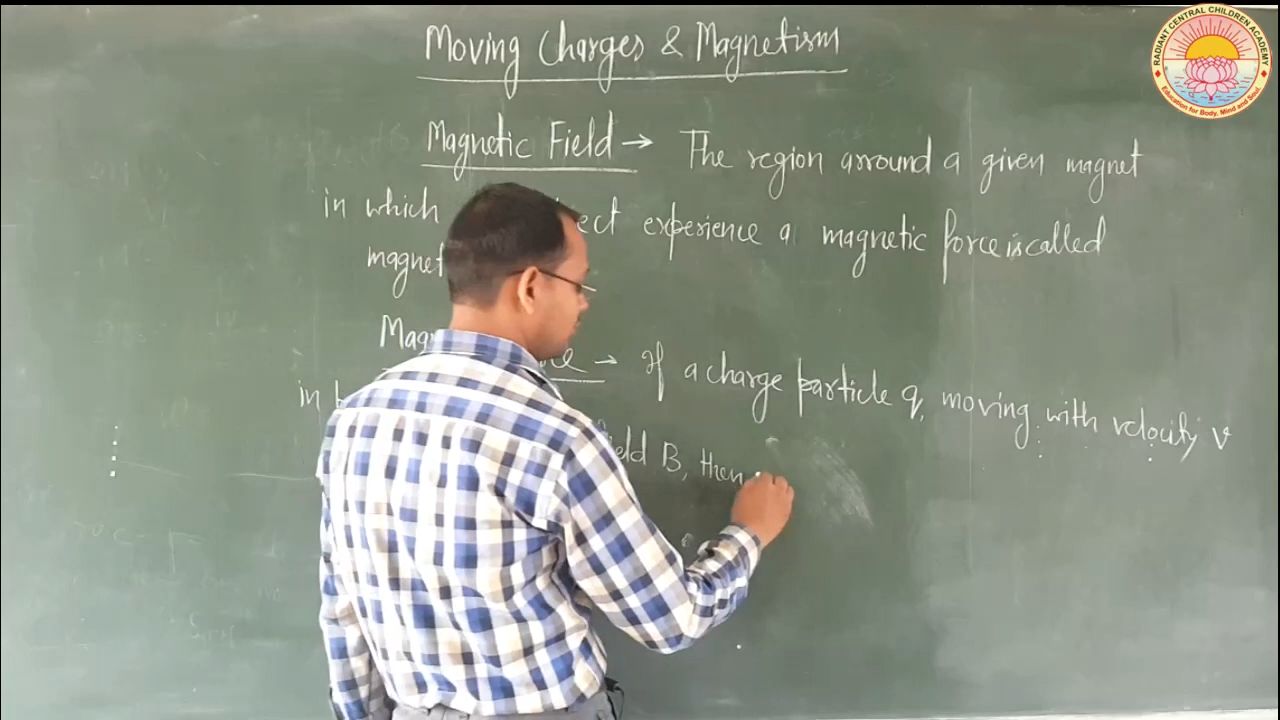 Moving Charges & Magnetism
Magnetic Field → The region arround a given magnet
in which ect experience a magnetic force is called
magnet
Mag →  If a charge particle q, moving with velocity v
in eld B, then
RADIANT CENTRAL CHILDREN ACADEMY
Education for Body, Mind and Soul.